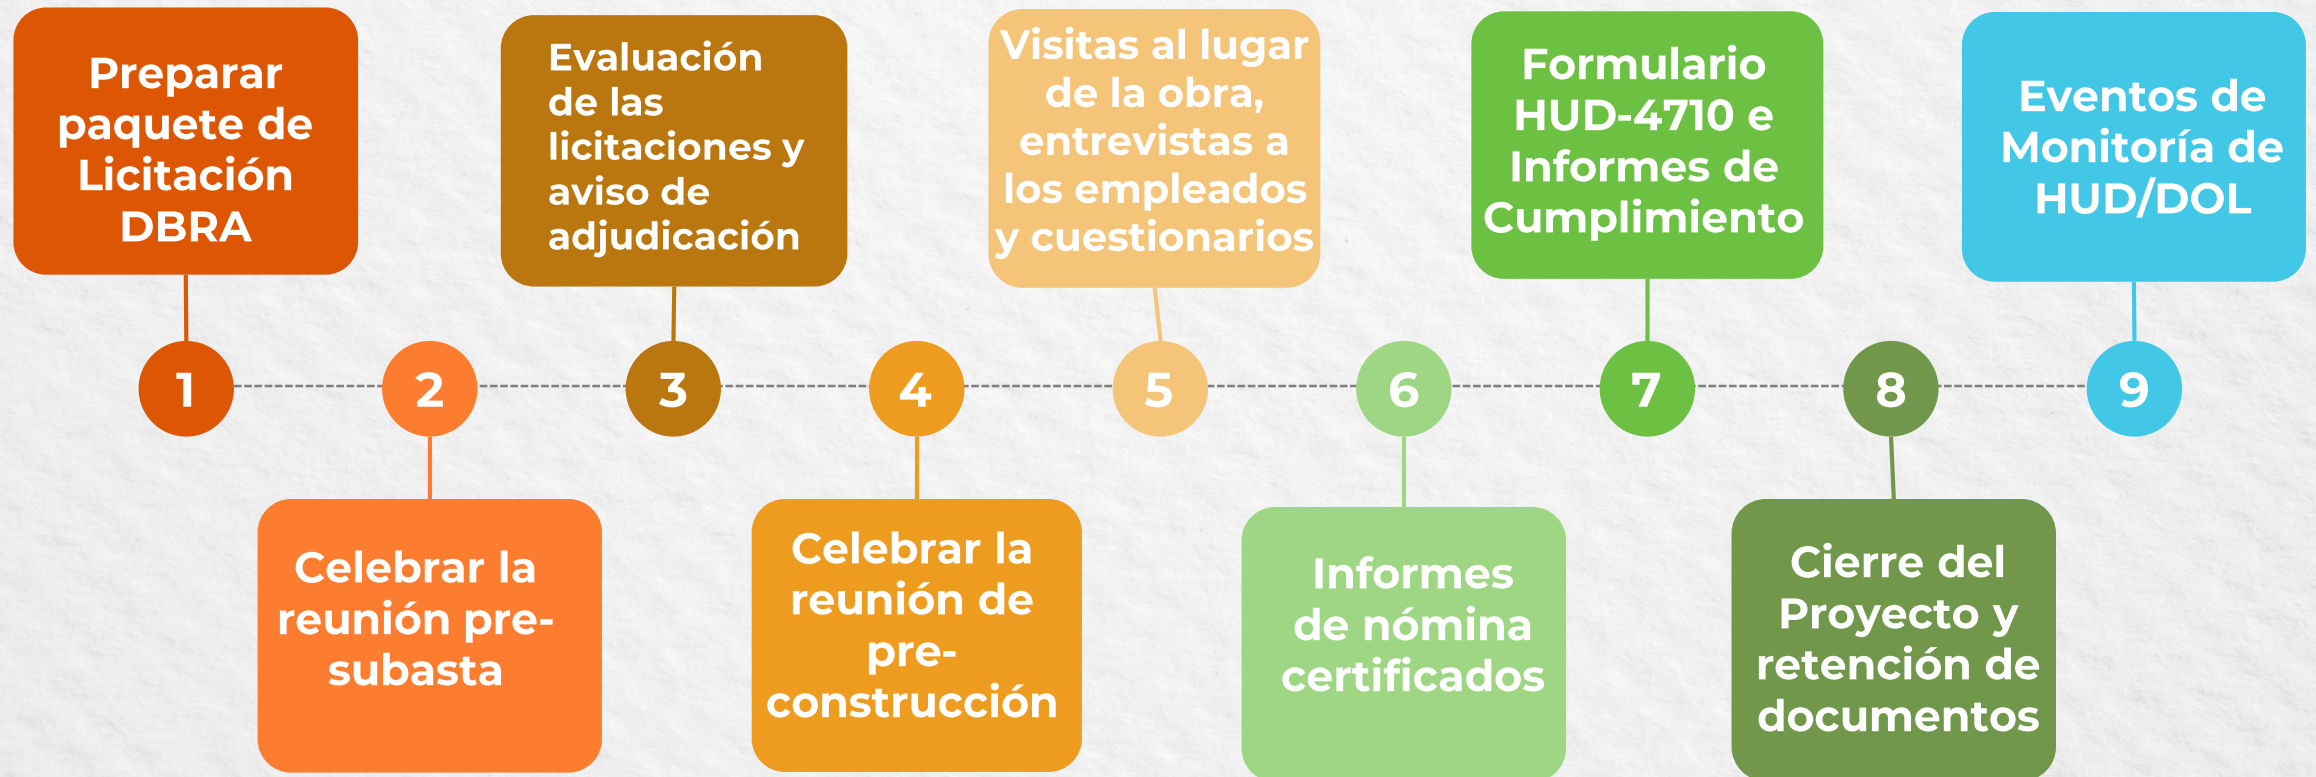 Preparar
paquete de
Licitación
DBRA
1
Celebrar la
reunión pre-
subasta
2
Evaluación
de las
licitaciones y
aviso de
adjudicación
3
Celebrar la
reunión de
pre-
construcción
4
Visitas al lugar
de la obra,
entrevistas a
los empleados
y cuestionarios
5
Informes
de nómina
certificados
6
Formulario
HUD-4710 e
Informes de
Cumplimiento
7
Cierre del
Proyecto y
retención de
documentos
8
Eventos de
Monitoría de
HUD/DOL
9